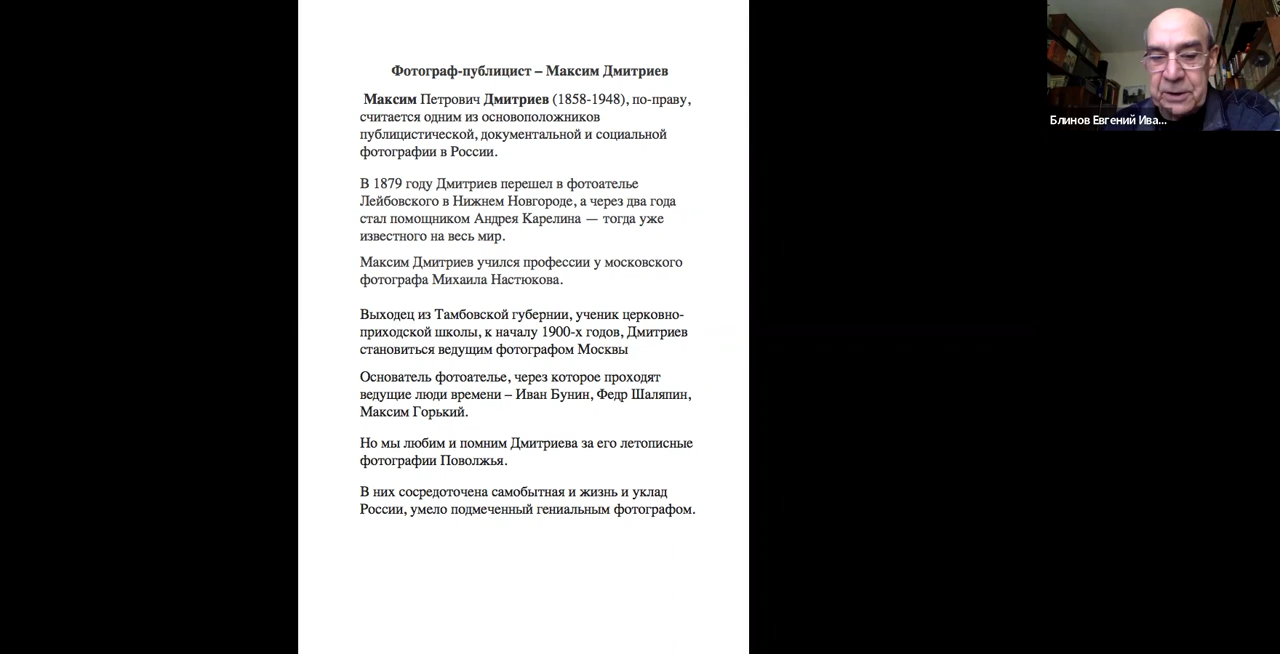 Фотограф-публицист – Максим Дмитриев
Максим Петрович Дмитриев (1858-1948), по-праву,
считается одним из основоположников
публицистической, документальной и социальной
фотографии в России.
В 1879 году Дмитриев перешел в фотоателье
Лейбовского в Нижнем Новгороде, а через два года
стал помощником Андрея Карелина — тогда уже
известного на весь мир.
Максим Дмитриев учился профессии у московского
фотографа Михаила Настюкова.
Выходец из Тамбовской губернии, ученик церковно-
приходской школы, к началу 1900-х годов, Дмитриев
становиться ведущим фотографом Москвы
Основатель фотоателье, через которое проходят
ведущие люди времени – Иван Бунин, Федр Шаляпин,
Максим Горький.
Но мы любим и помним Дмитриева за его летописные
фотографии Поволжья.
В них сосредоточена самобытная и жизнь и уклад
России, умело подмеченный гениальным фотографом.
Блинов Евгений Ива...